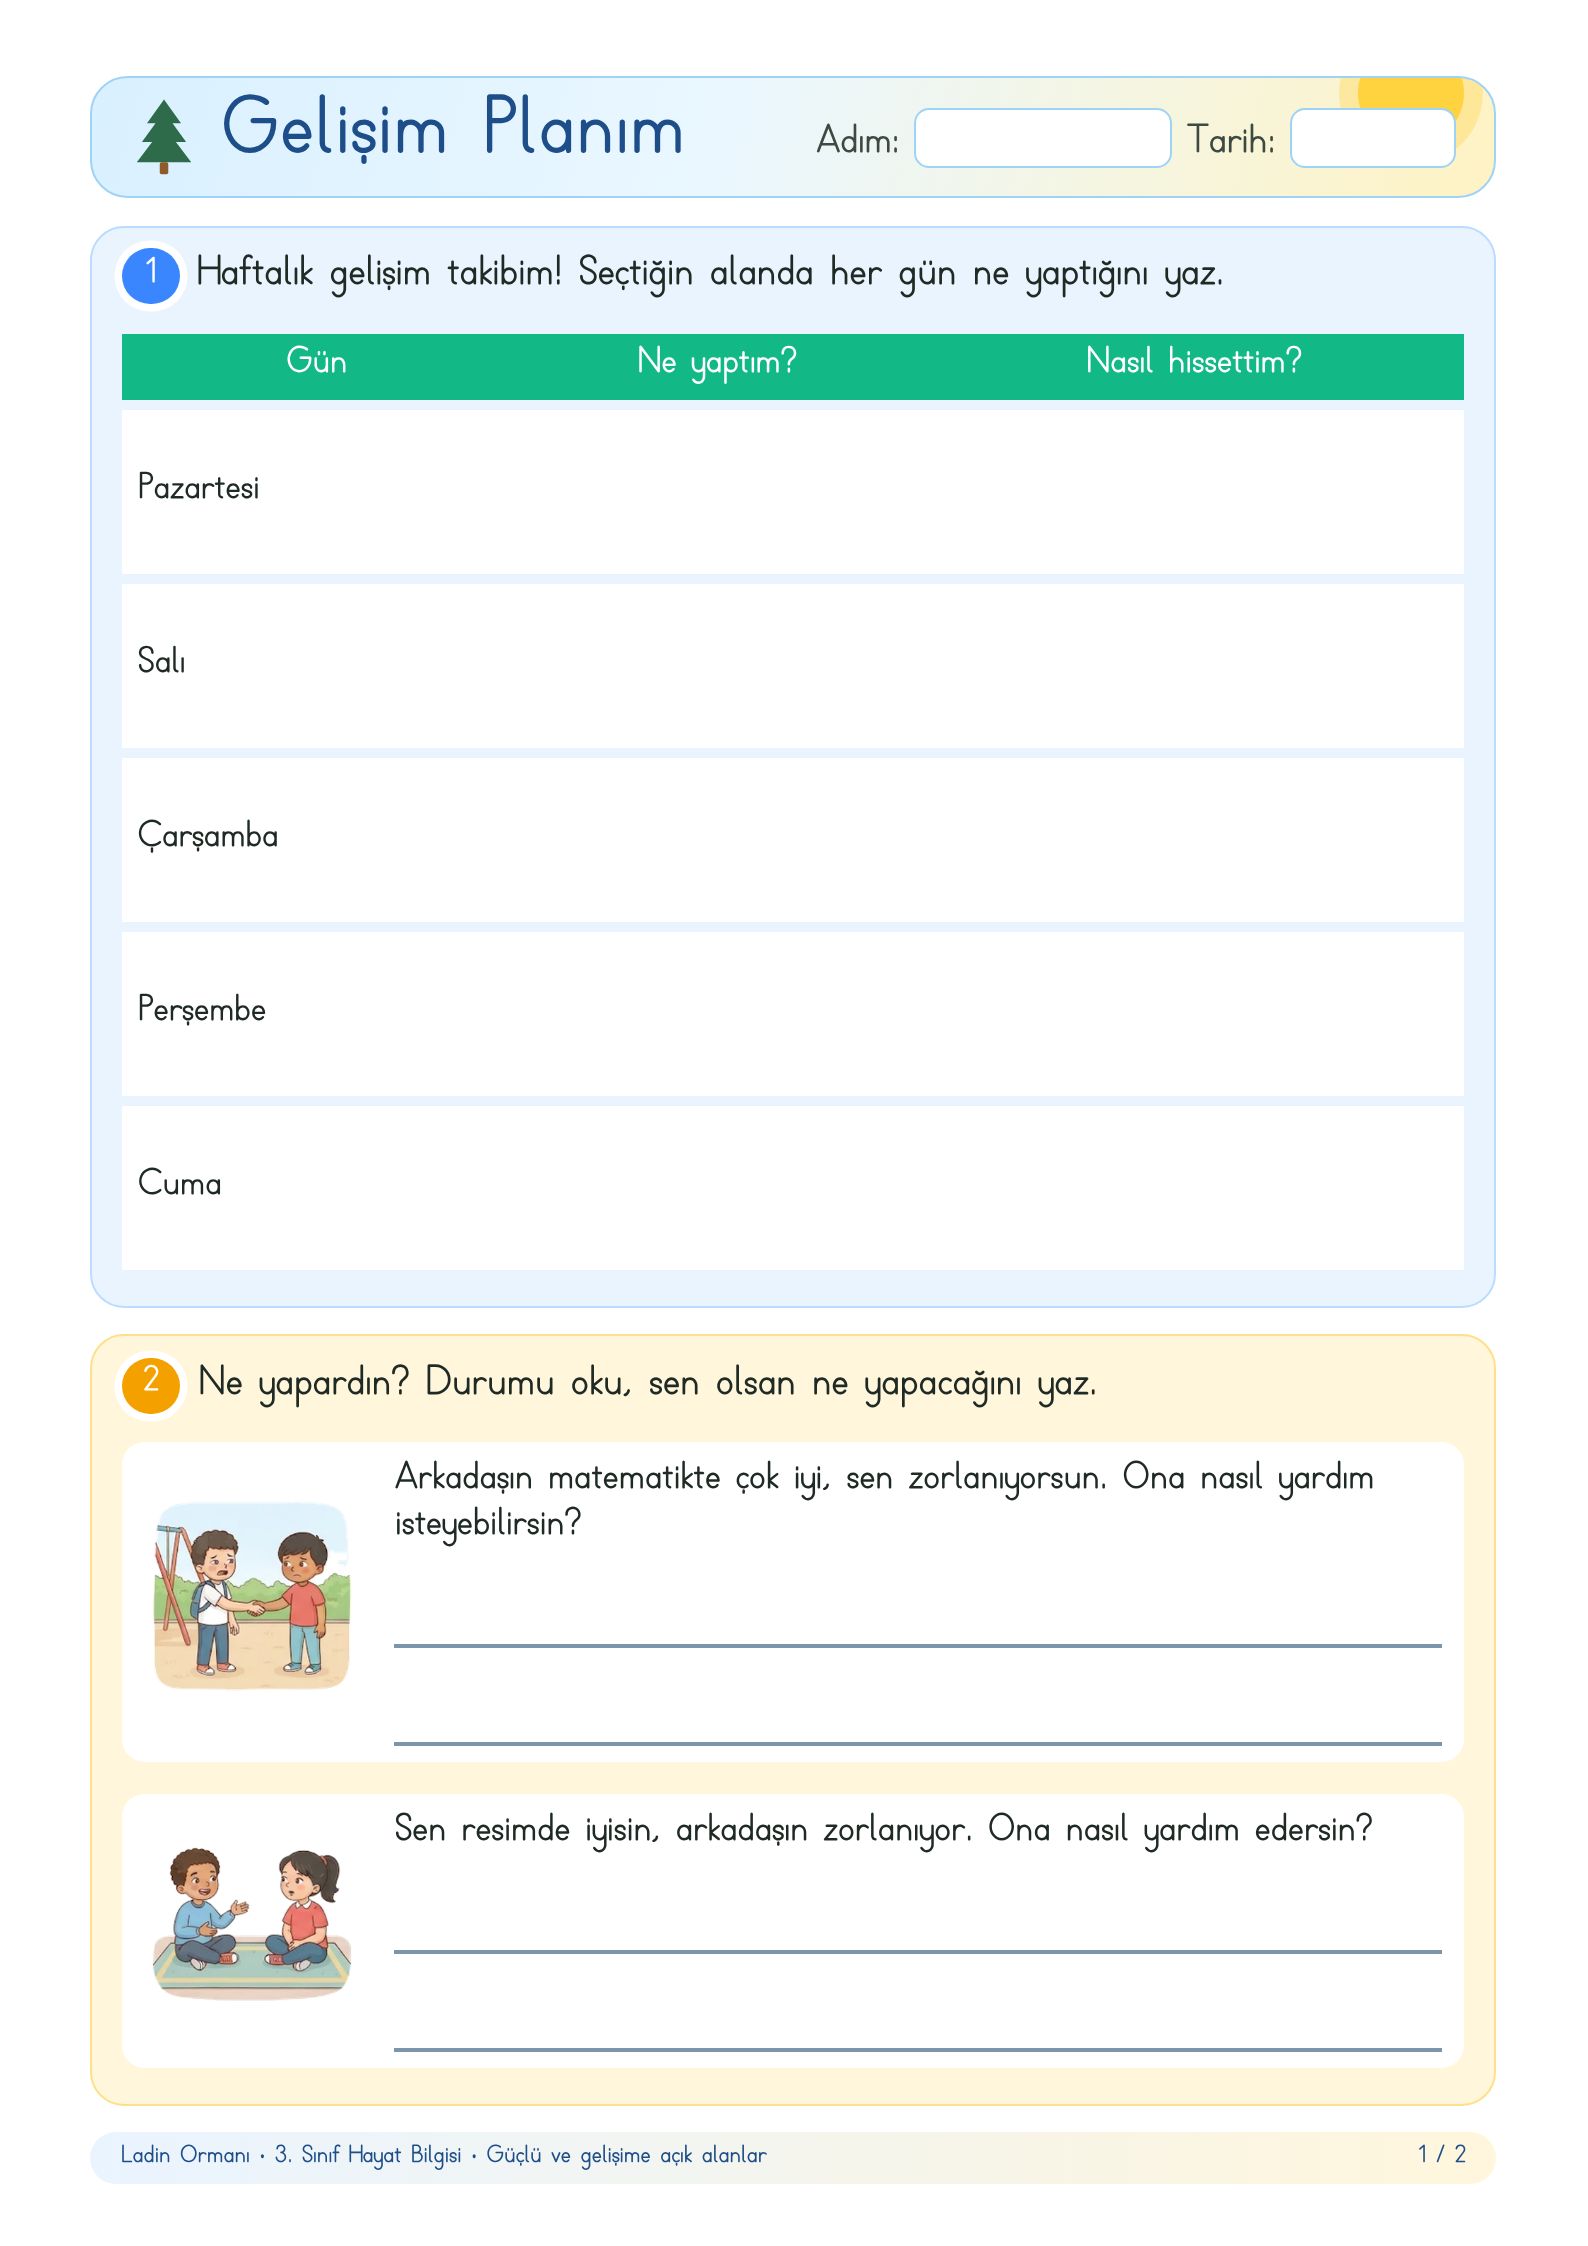 Gelişim Planım
Adım:
Tarih:
1
Haftalık gelişim takibim! Seçtiğin alanda her gün ne yaptığını yaz.
Gün
Ne yaptım?
Nasıl hissettim?
Pazartesi
Salı
Çarşamba
Perşembe
Cuma
2
Ne yapardın? Durumu oku, sen olsan ne yapacağını yaz.
Arkadaşın matematikte çok iyi, sen zorlanıyorsun. Ona nasıl yardım
isteyebilirsin?
Sen resimde iyisin, arkadaşın zorlanıyor. Ona nasıl yardım edersin?
Ladin Ormanı • 3. Sınıf Hayat Bilgisi • Güçlü ve gelişime açık alanlar
1 / 2